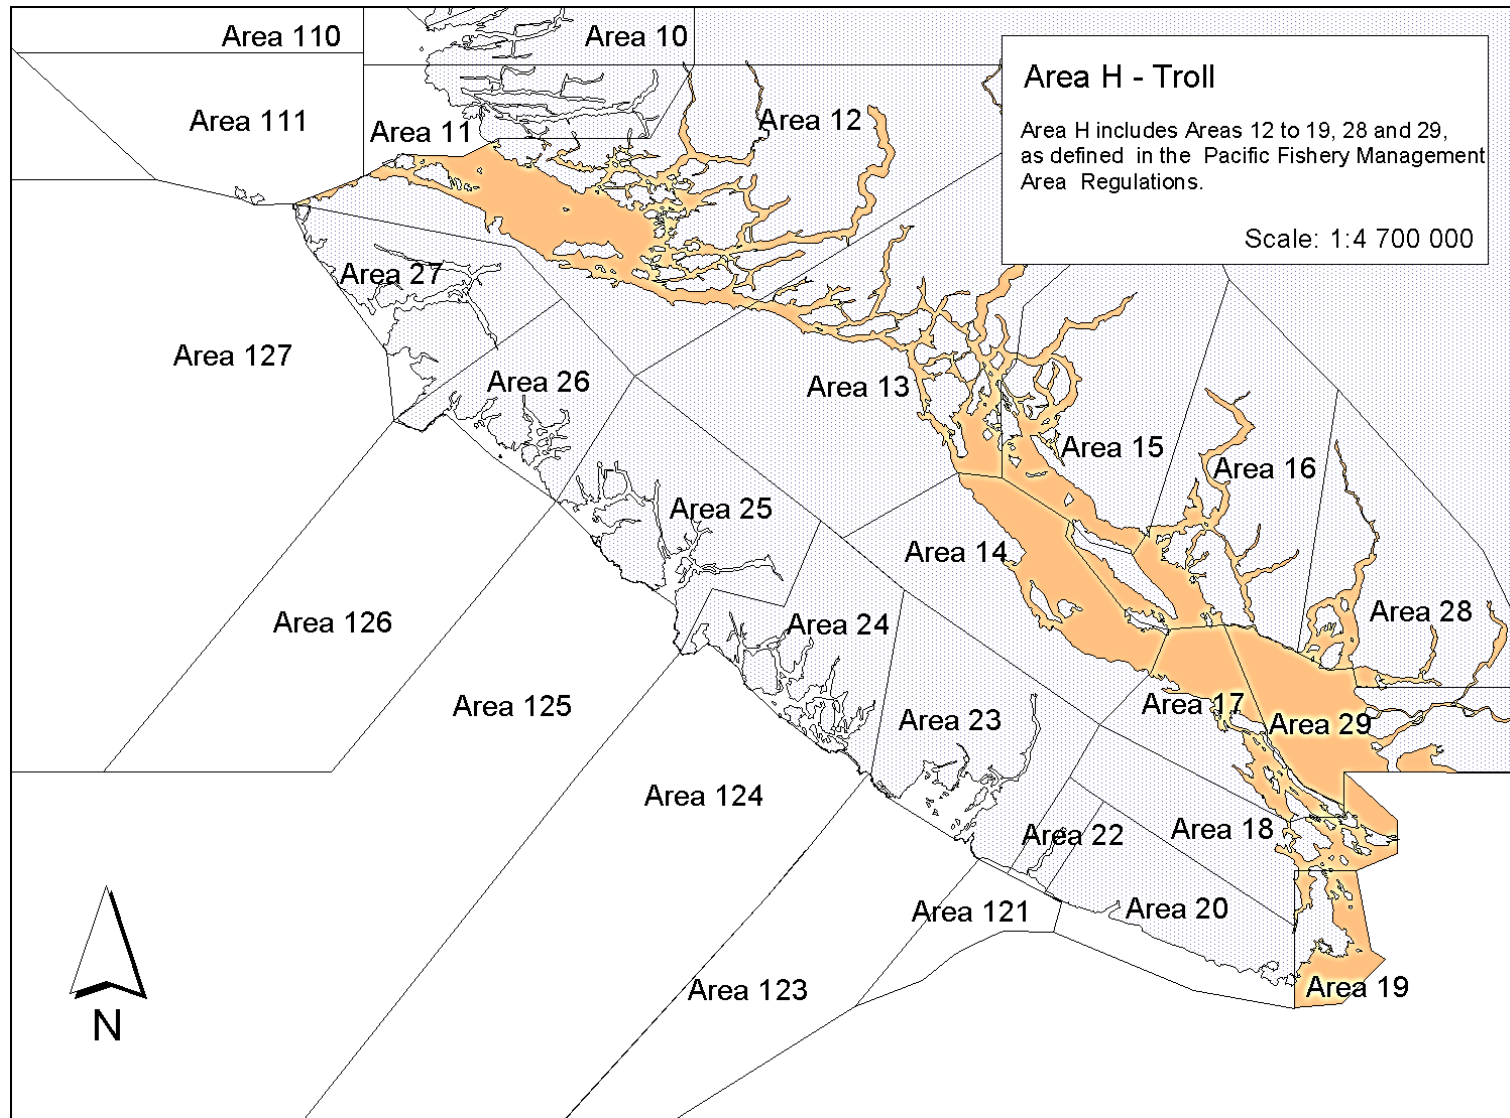 Area 110
Area 10
Area H - Troll
Area 111
Area 11
Area 12
Area H includes Areas 12 to 19, 28 and 29,
as defined in the Pacific Fishery Management
Area Regulations.
Scale: 1:4 700 000
Area 27
Area 127
Area 26
Area 13
Area 15
Area 16
Area 25
Area 14
Area 28
Area 126
Area 24
Area 125
Area 23
Area 17
Area 29
Area 124
Area 22
Area 18
Area 121
Area 20
Area 123
Area 19
N